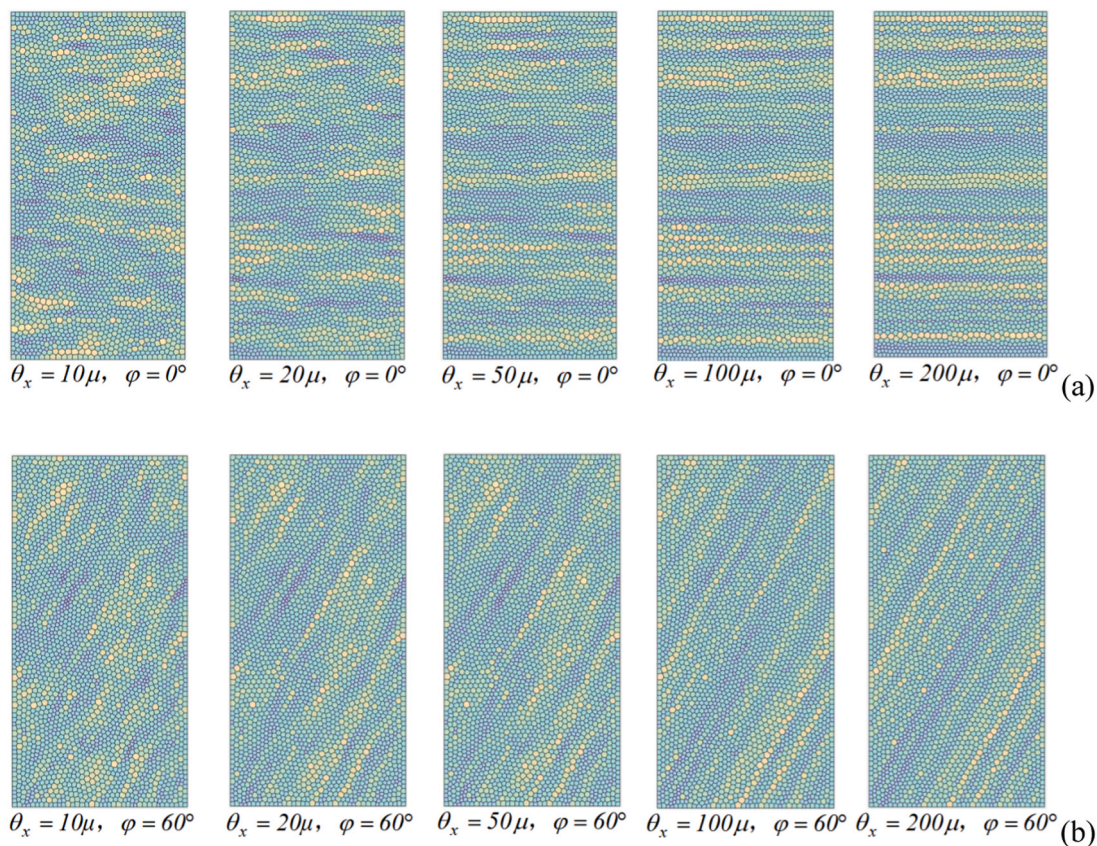 θx = 10μ, φ = 0° θx = 20μ, φ = 0° θx = 50μ, φ = 0° θx = 100μ, φ = 0° θx = 200μ, φ = 0° (a)
θx = 10μ, φ = 60° θx = 20μ, φ = 60° θx = 50μ, φ = 60° θx = 100μ, φ = 60° θx = 200μ, φ = 60° (b)